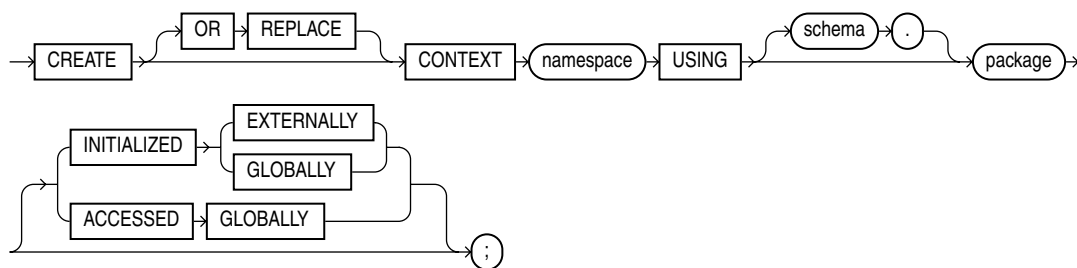 OR REPLACE schema .
CREATE CONTEXT namespace USING package
EXTERNALLY
INITIALIZED
GLOBALLY
ACCESSED GLOBALLY
;